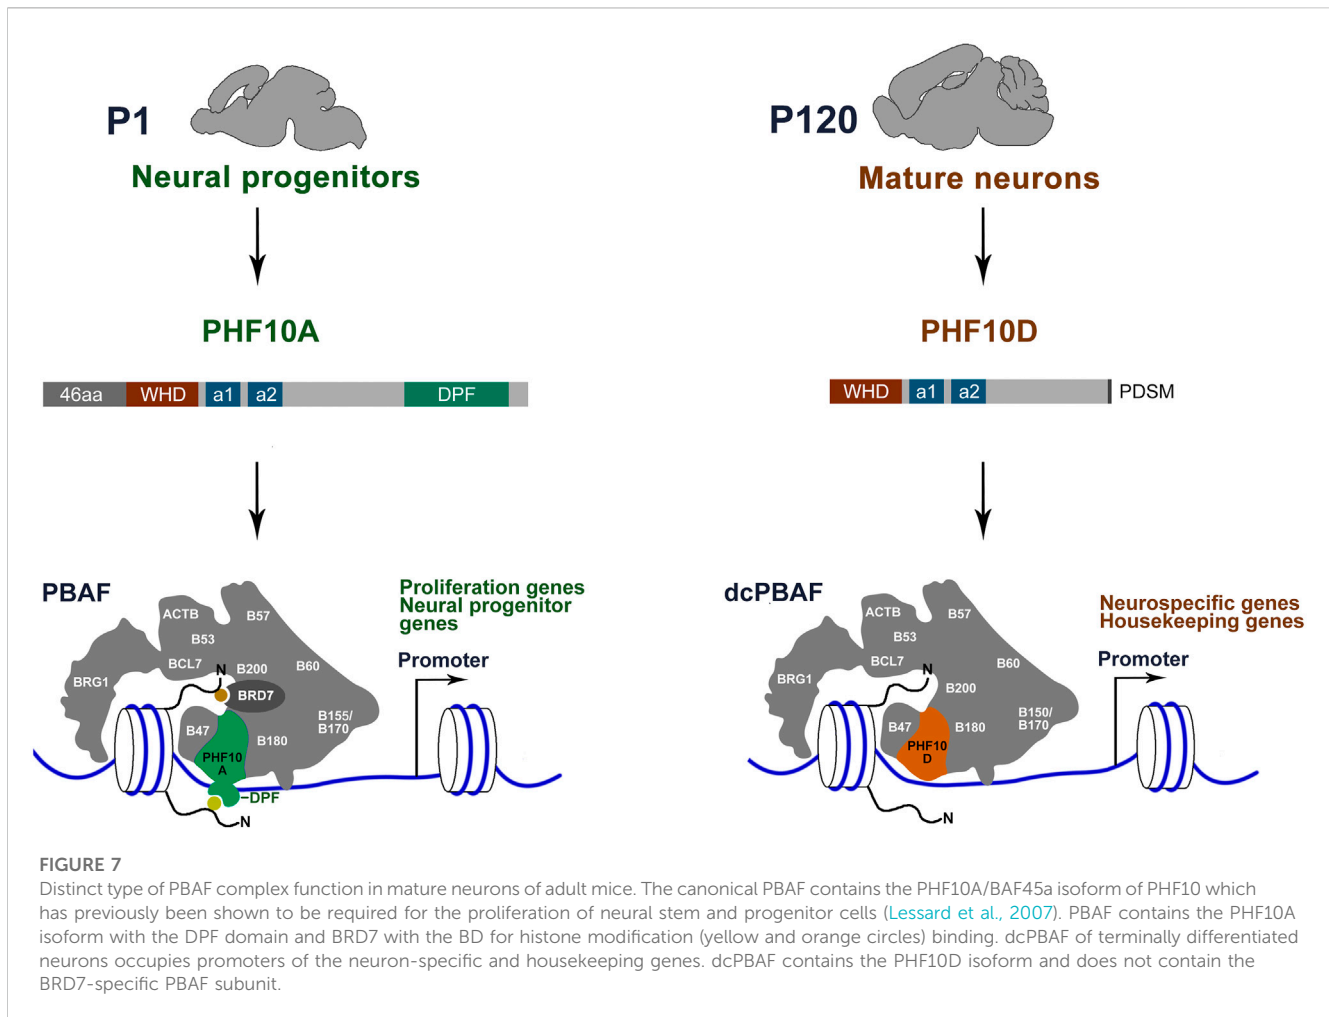 P1
Neural progenitors
PHF10A
46aa WHD a1 a2 DPF
PBAF
ACTB
B57
B53
BCL7
N
B200
B60
BRG1
BRD7
B47
B180
B155/
B170
PHF10
A
DPF
N
Proliferation genes
Neural progenitor
genes
Promoter
P120
Mature neurons
PHF10D
WHD a1 a2 PDSM
dcPBAF
ACTB
B57
B53
BCL7
N
B60
BRG1
B200
B47
B180
B150/
B170
PHF10
D
N
Neurospecific genes
Housekeeping genes
Promoter
FIGURE 7
Distinct type of PBAF complex function in mature neurons of adult mice. The canonical PBAF contains the PHF10A/BAF45a isoform of PHF10 which
has previously been shown to be required for the proliferation of neural stem and progenitor cells (Lessard et al., 2007). PBAF contains the PHF10A
isoform with the DPF domain and BRD7 with the BD for histone modification (yellow and orange circles) binding. dcPBAF of terminally differentiated
neurons occupies promoters of the neuron-specific and housekeeping genes. dcPBAF contains the PHF10D isoform and does not contain the
BRD7-specific PBAF subunit.